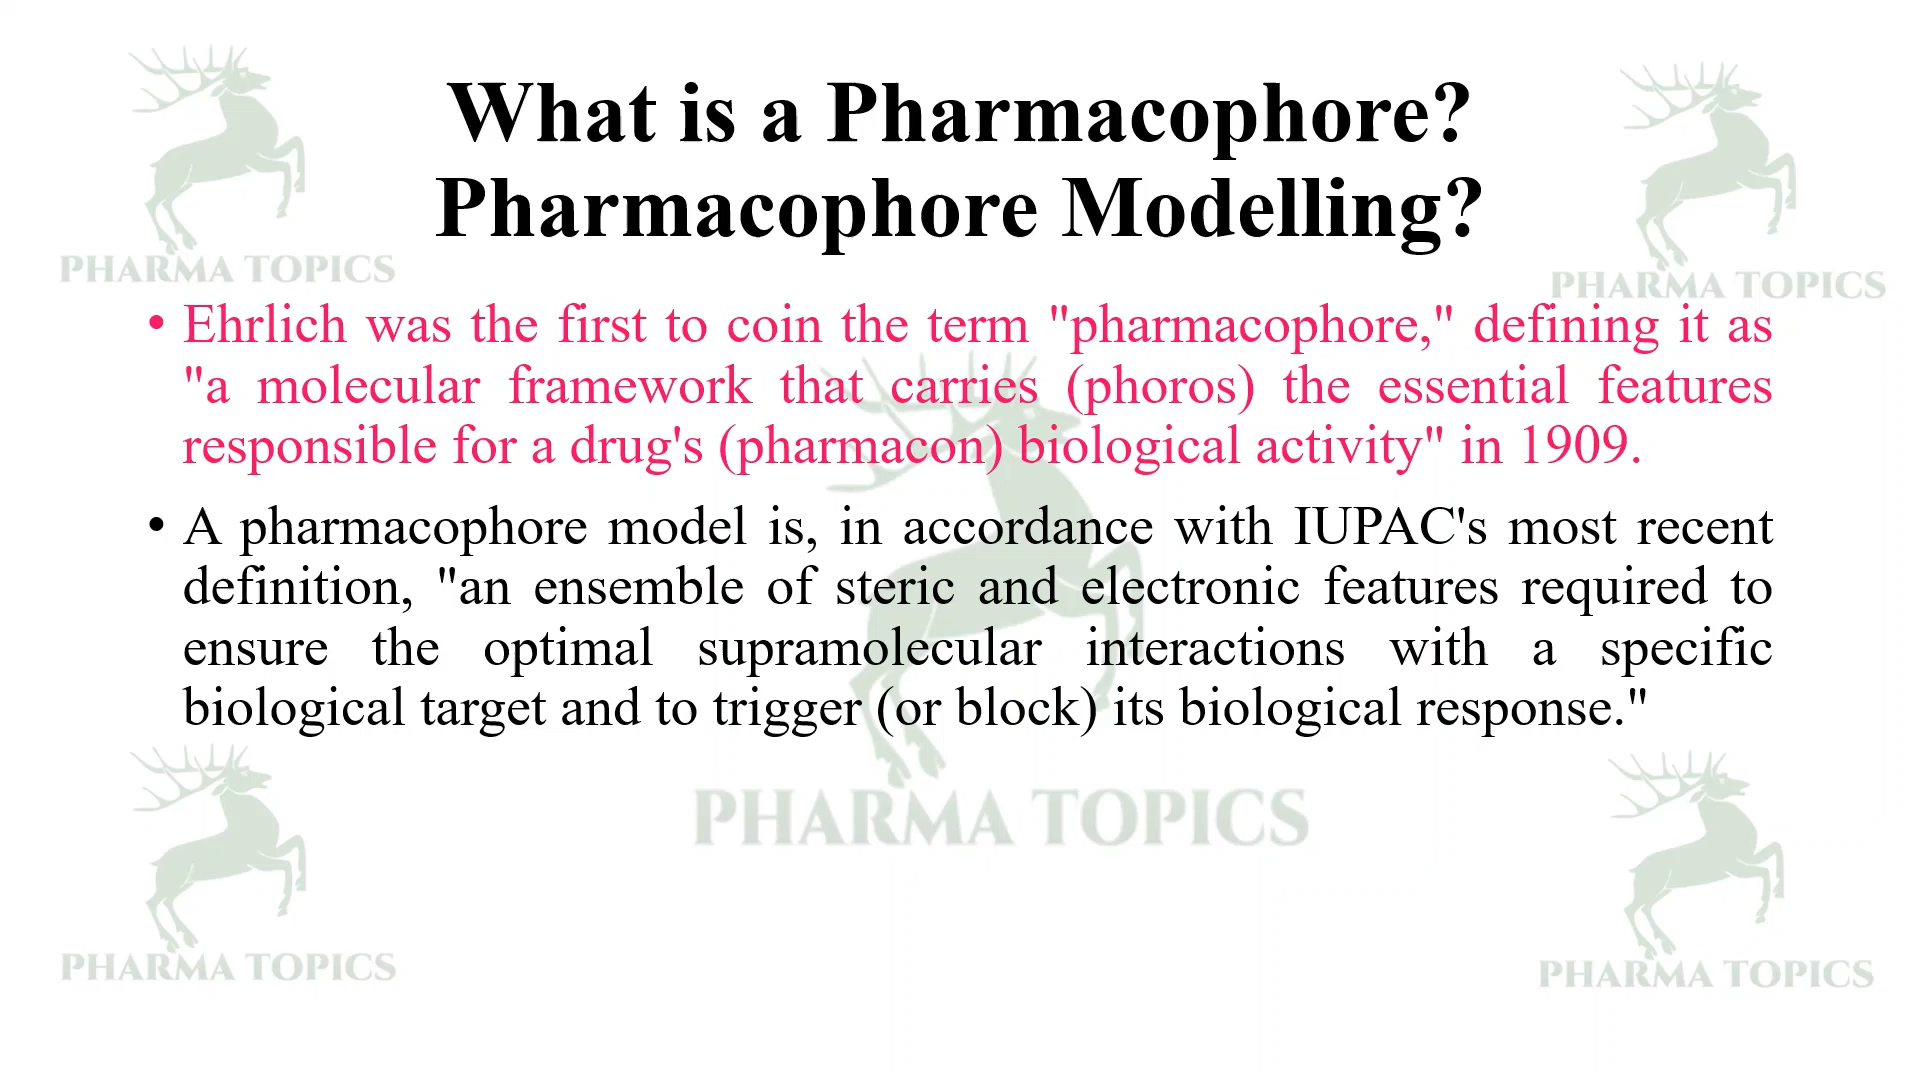 What is a Pharmacophore?
Pharmacophore Modelling?
PHARMA TOPICS
PHARMA TOPICS
• Ehrlich was the first to coin the term "pharmacophore," defining it as
"a molecular framework that carries (phoros) the essential features
responsible for a drug's (pharmacon) biological activity" in 1909.
• A pharmacophore model is, in accordance with IUPAC's most recent
definition, "an ensemble of steric and electronic features required to
ensure the optimal supramolecular interactions with a specific
biological target and to trigger (or block) its biological response."
PHARMA TOPICS
PHARMA TOPICS
PHARMA TOPICS